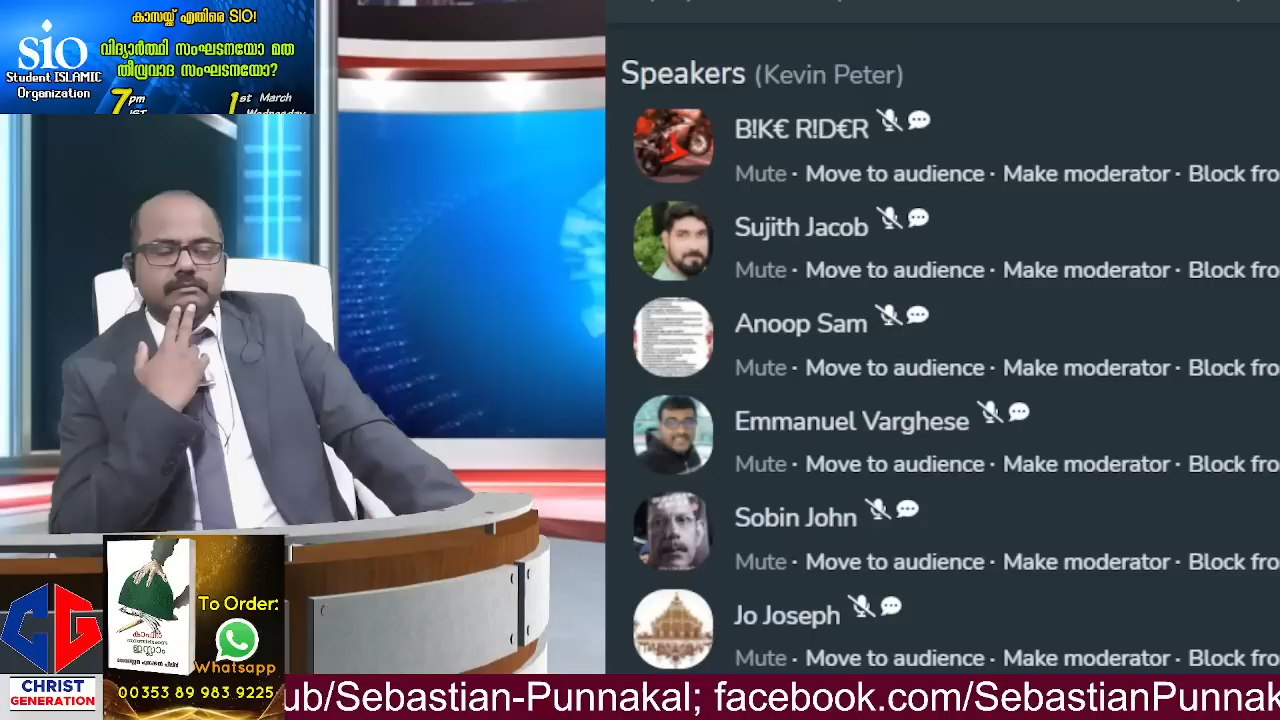 sio
Student ISLAMIC
Organization
കാസയ്ക്ക് എതിരെ SIO!
വിദ്യാർത്ഥി സംഘടനയോ മത
തീവ്രവാദ സംഘടനയോ?
7pm
1st March
Speakers (Kevin Peter)
B!K€ R!D€R
Mute · Move to audience · Make moderator · Block fro
Sujith Jacob
Mute · Move to audience · Make moderator · Block fro
Anoop Sam
Mute · Move to audience · Make moderator · Block fro
Emmanuel Varghese
Mute · Move to audience · Make moderator · Block fro
Sobin John
Mute · Move to audience · Make moderator · Block fro
Jo Joseph
Mute · Move to audience · Make moderator · Block fro
CG
CHRIST
GENERATION
കാഫിർ
ഇസ്ലാം
To Order:
Whatsapp
00353 89 983 9225
ub/Sebastian-Punnakal; facebook.com/SebastianPunnak